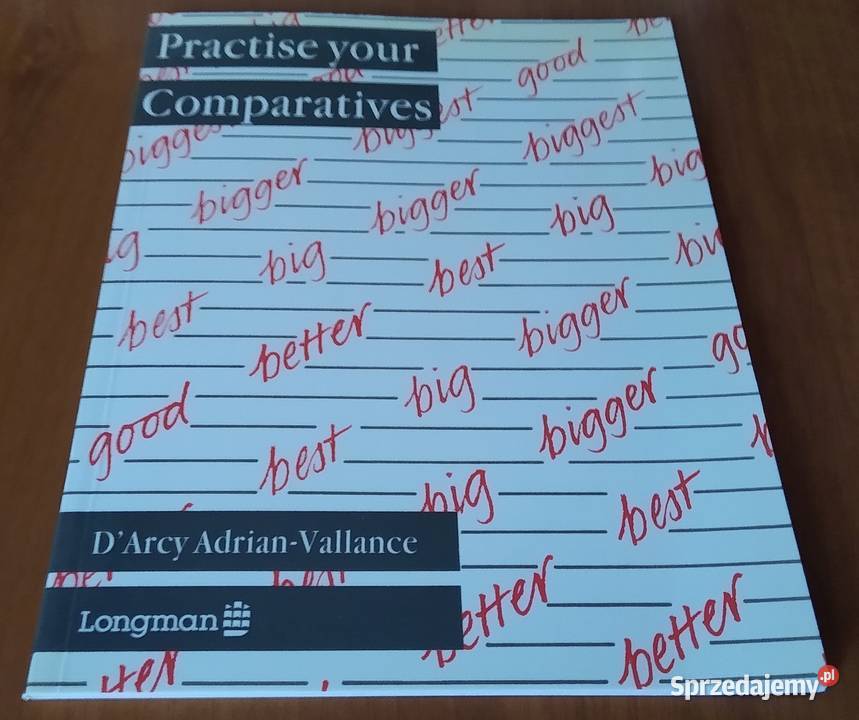 Practise your
Comparatives
better
good
biggest
biggest
bigger
bigger
big
big
big
best
best
better
bigger
good
best
big
bigger
big
best
D'Arcy Adrian-Vallance
better
better
Longman
Sprzedajemy.pl